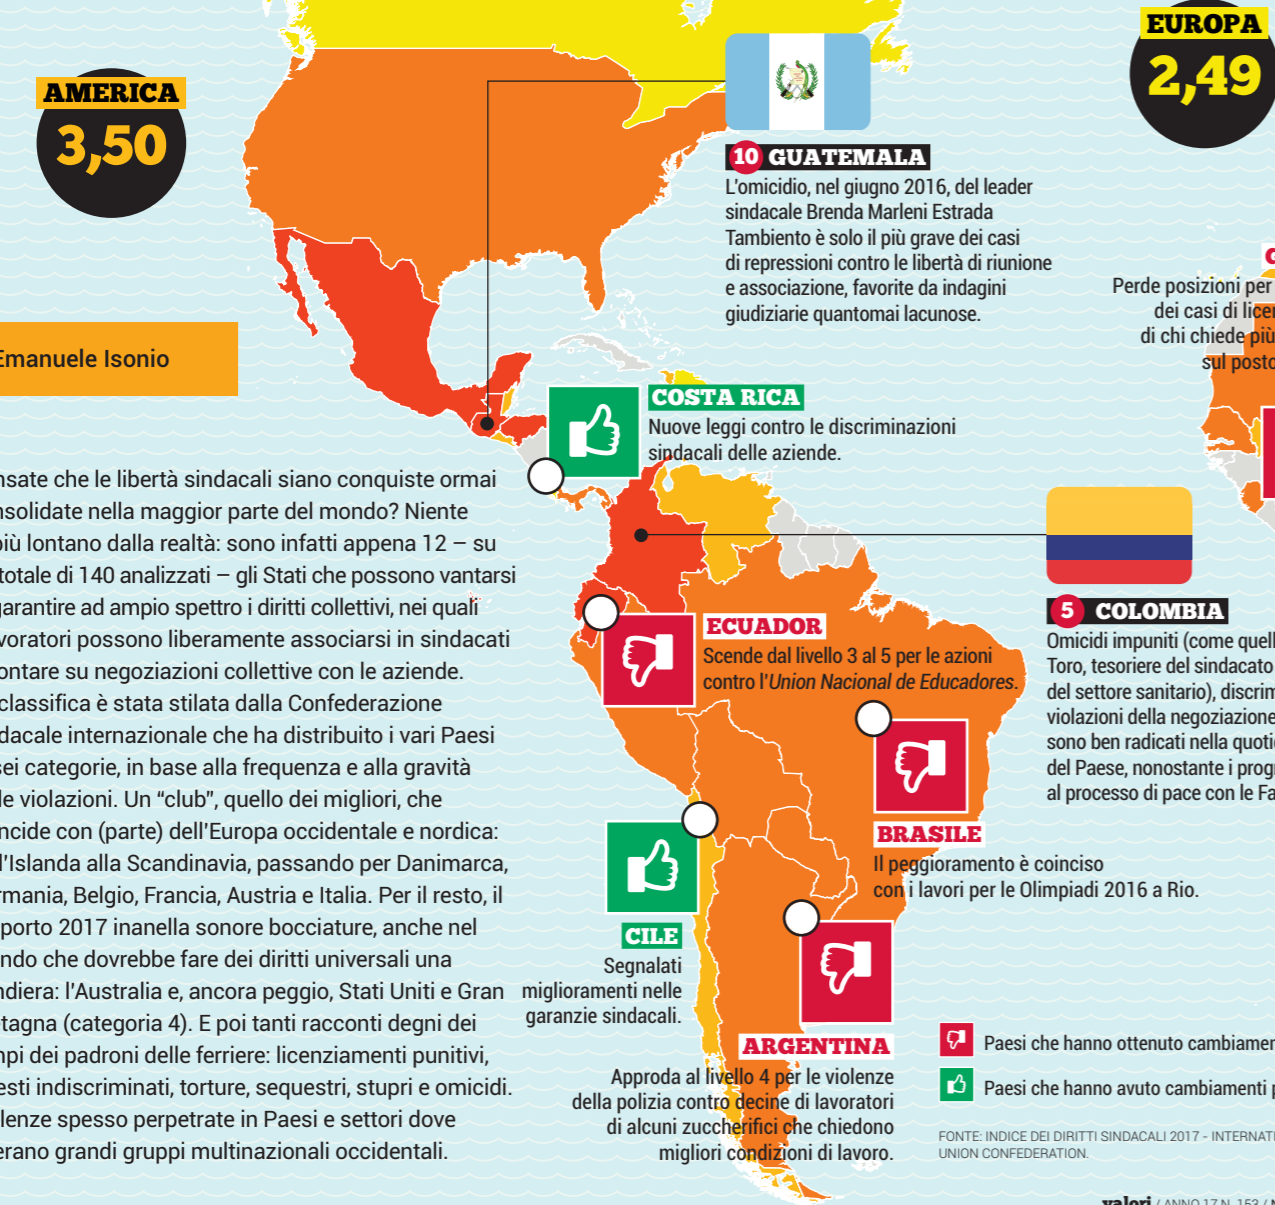 AMERICA
3,50
EUROPA
2,49
10 GUATEMALA
L'omicidio, nel giugno 2016, del leader
sindacale Brenda Marleni Estrada
Tambiento è solo il più grave dei casi
di repressioni contro le libertà di riunione
e associazione, favorite da indagini
giudiziarie quantomai lacunose.
Perde posizioni per
dei casi di licen
di chi chiede più
sul posto
Emanuele Isonio
COSTA RICA
Nuove leggi contro le discriminazioni
sindacali delle aziende.
nsate che le libertà sindacali siano conquiste ormai
nsolidate nella maggior parte del mondo? Niente
più lontano dalla realtà: sono infatti appena 12 – su
totale di 140 analizzati – gli Stati che possono vantarsi
garantire ad ampio spettro i diritti collettivi, nei quali
voratori possono liberamente associarsi in sindacati
ontare su negoziazioni collettive con le aziende.
classifica è stata stilata dalla Confederazione
dacale internazionale che ha distribuito i vari Paesi
sei categorie, in base alla frequenza e alla gravità
le violazioni. Un “club”, quello dei migliori, che
ncide con (parte) dell'Europa occidentale e nordica:
l'Islanda alla Scandinavia, passando per Danimarca,
rmania, Belgio, Francia, Austria e Italia. Per il resto, il
porto 2017 inanella sonore bocciature, anche nel
ndo che dovrebbe fare dei diritti universali una
ndiera: l'Australia e, ancora peggio, Stati Uniti e Gran
etagna (categoria 4). E poi tanti racconti degni dei
mpi dei padroni delle ferriere: licenziamenti punitivi,
esti indiscriminati, torture, sequestri, stupri e omicidi.
lenze spesso perpetrate in Paesi e settori dove
erano grandi gruppi multinazionali occidentali.
5 COLOMBIA
Omicidi impuniti (come quell
Toro, tesoriere del sindacato
del settore sanitario), discrim
violazioni della negoziazione
sono ben radicati nella quotid
del Paese, nonostante i progr
al processo di pace con le Fa
ECUADOR
Scende dal livello 3 al 5 per le azioni
contro l'Union Nacional de Educadores.
BRASILE
Il peggioramento è coinciso
con i lavori per le Olimpiadi 2016 a Rio.
CILE
Segnalati
miglioramenti nelle
garanzie sindacali.
ARGENTINA
Approda al livello 4 per le violenze
della polizia contro decine di lavoratori
di alcuni zuccherifici che chiedono
migliori condizioni di lavoro.
Paesi che hanno ottenuto cambiamen
Paesi che hanno avuto cambiamenti p
FONTE: INDICE DEI DIRITTI SINDACALI 2017 - INTERNATI
UNION CONFEDERATION.
valori / ANNO 17 N. 153 /